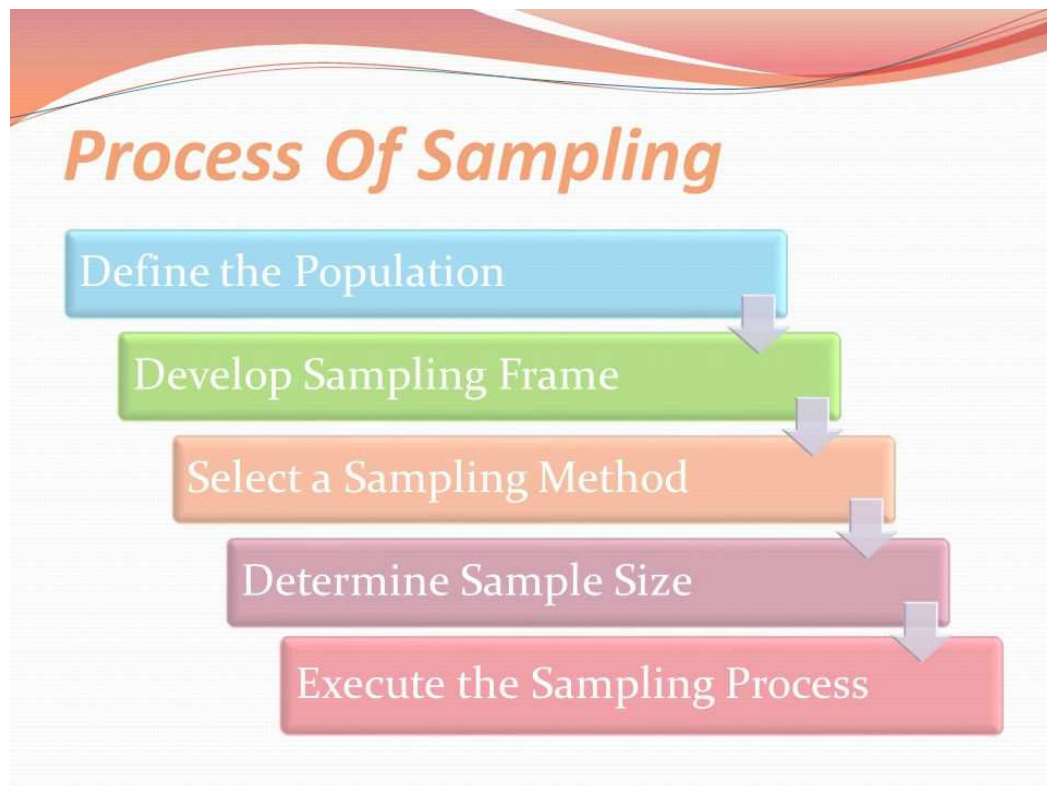 Process Of Sampling
Define the Population
Develop Sampling Frame
Select a Sampling Method
Determine Sample Size
Execute the Sampling Process